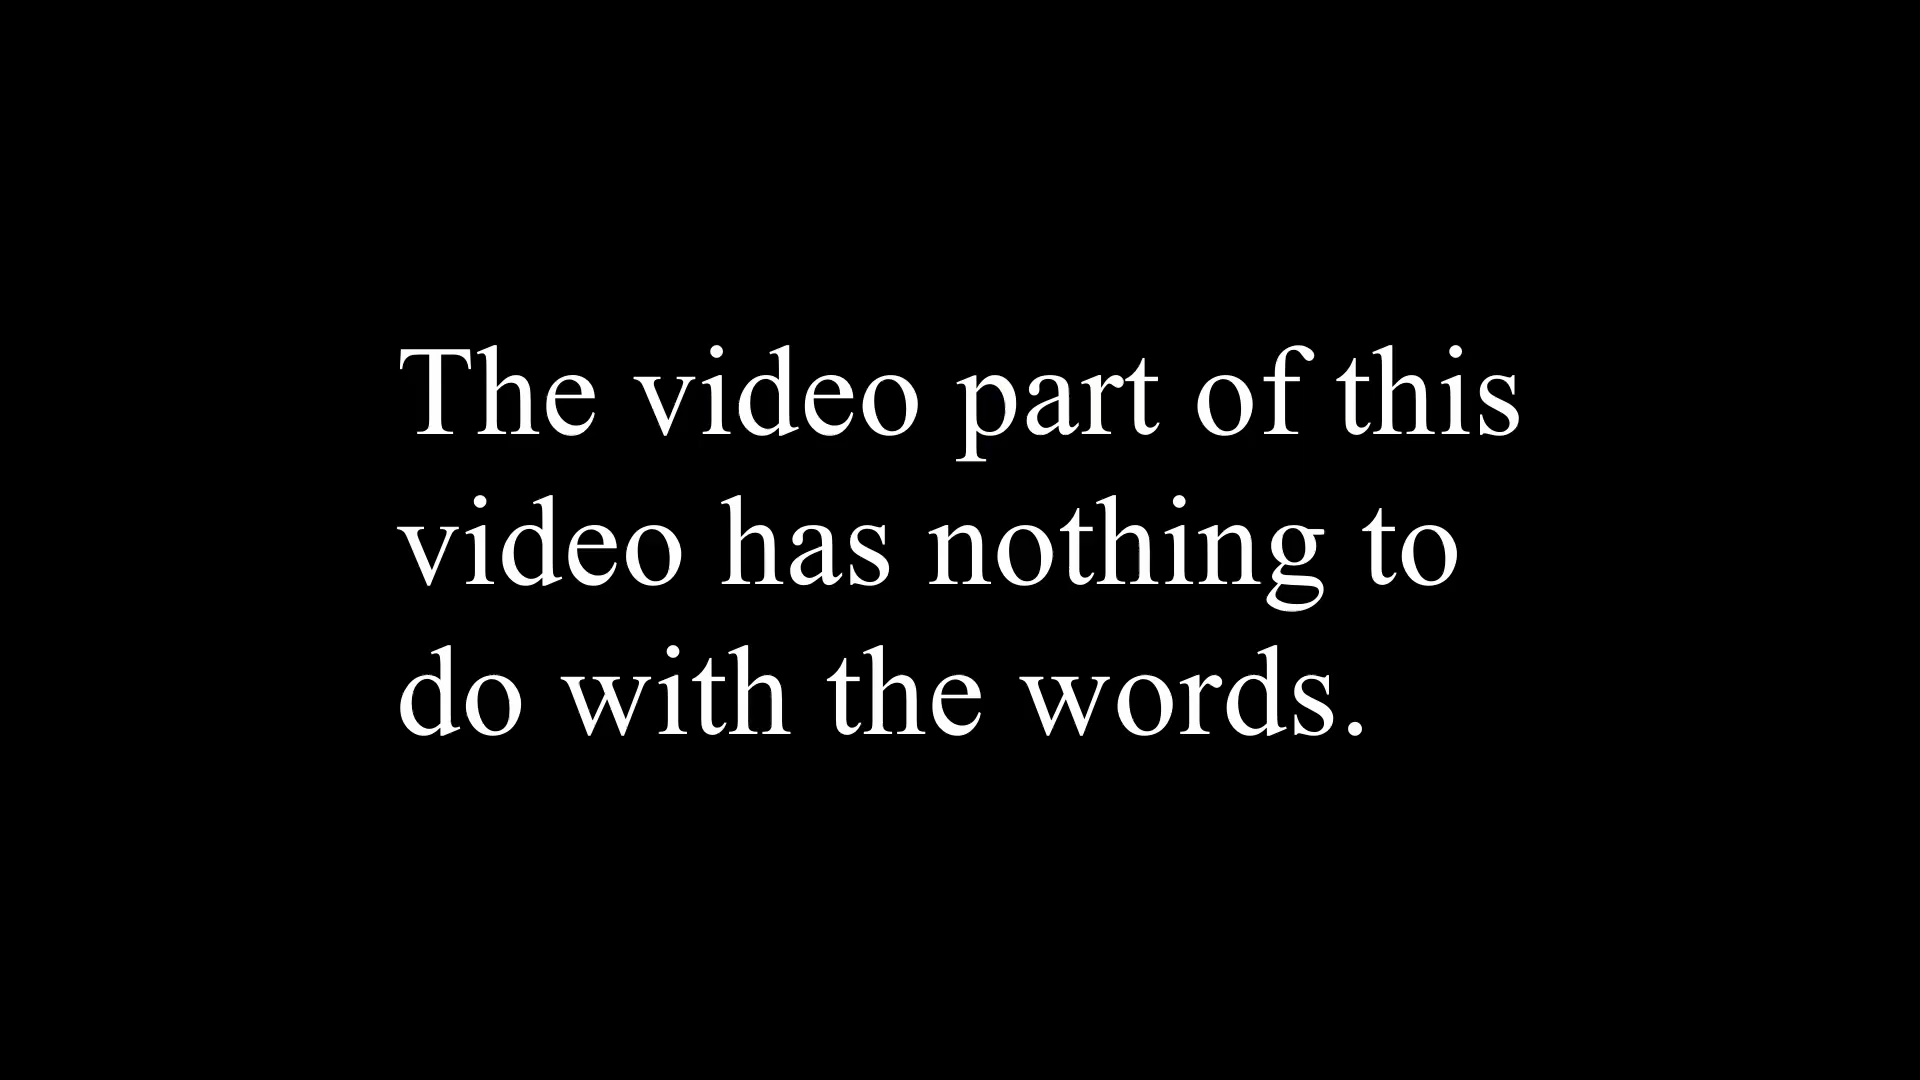 The video part of this
video has nothing to
do with the words.